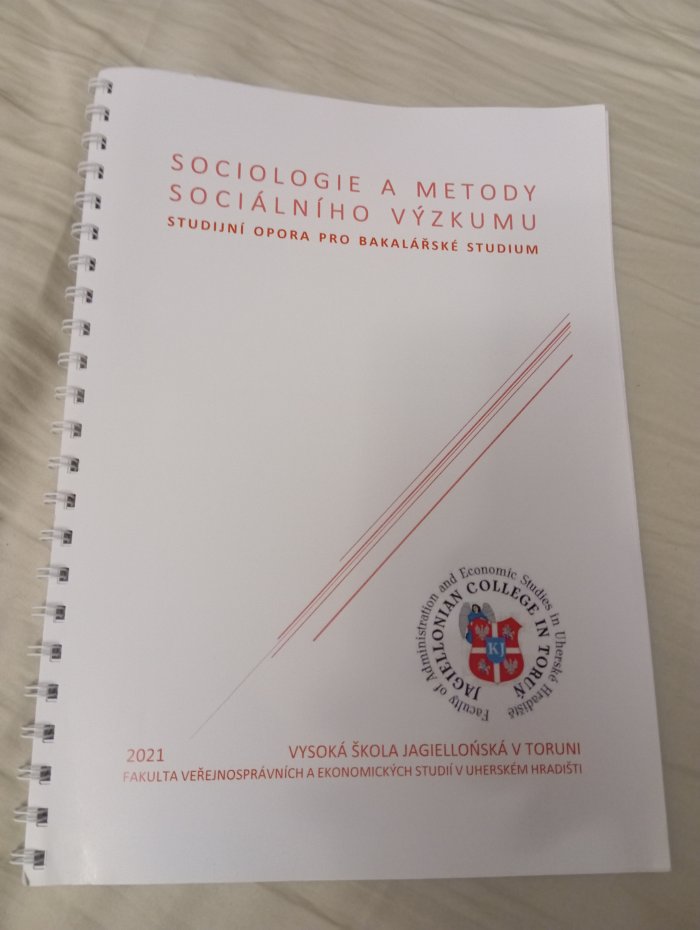 SOCIOLOGIE A METODY
SOCIÁLNÍHO VÝZKUMU
STUDIJNÍ OPORA PRO BAKALÁŘSKÉ STUDIUM
Faculty of Administration and Economic Studies in Uherské Hradiště
JAGIELLONIAN COLLEGE IN TORUŃ
KJ
2021 VYSOKÁ ŠKOLA JAGIELLOŃSKÁ V TORUNI
FAKULTA VEŘEJNOSPRÁVNÍCH A EKONOMICKÝCH STUDIÍ V UHERSKÉM HRADIŠTI